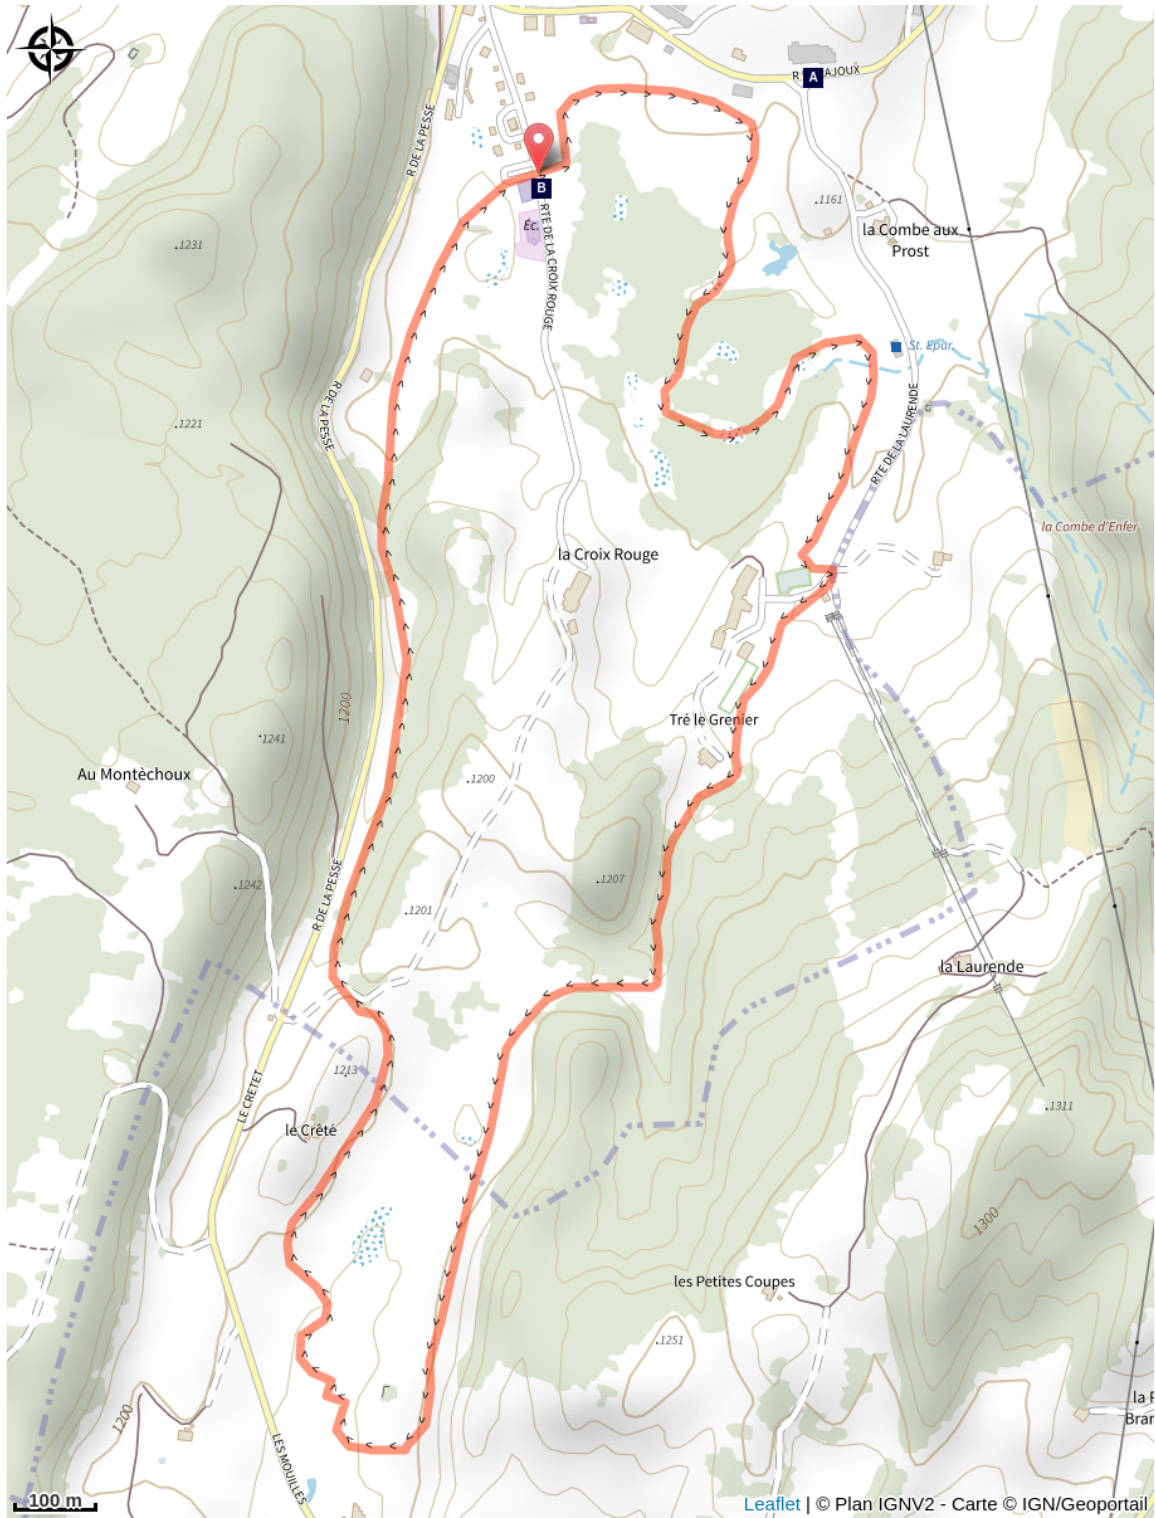 A
R
AJOUX
R DE LA PESSE
B
.1161
la Combe aux
Prost
Éc.
.1231
RTE DE LA CROIX ROUGE
St. Epur.
R DE LA PESSE
.1221
RTE DE LA LAURENDE
la Combe d'Enfer
la Croix Rouge
1200
Tré le Grenier
.1241
Au Montèchoux
.1200
.1242
.1207
R DE LA PESSE
.1201
la Laurende
1213
.1311
LE CRETET
le Crêté
1300
les Petites Coupes
.1251
1200
la P
Bran
LES MOUILLES
100 m
Leaflet | © Plan IGNV2 - Carte © IGN/Geoportail